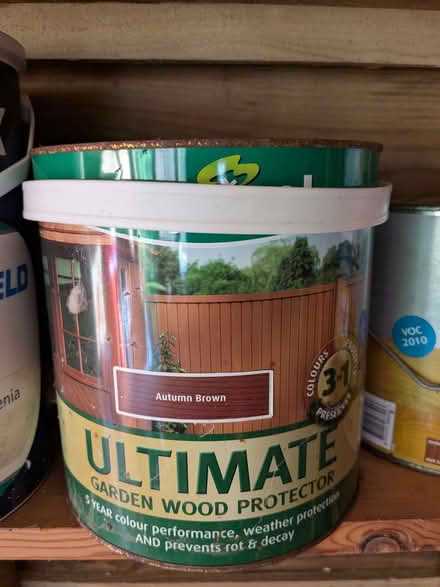 Autumn Brown
COLOURS
3-1
PRESERVES
ULTIMATE
GARDEN WOOD PROTECTOR
5 YEAR colour performance, weather protection
AND prevents rot & decay
ELD
enia
VOC
2010